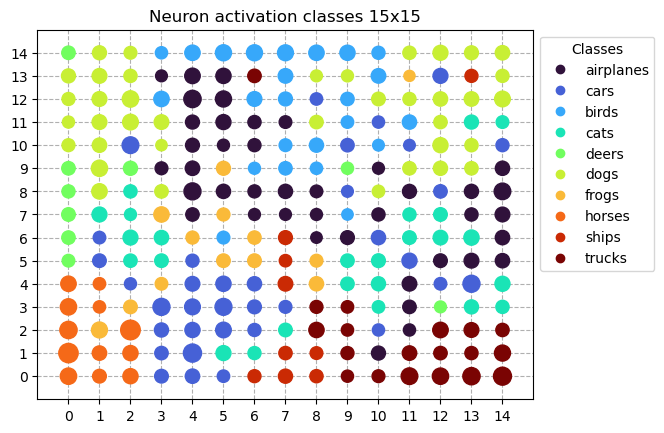 Neuron activation classes 15x15
14
13
12
11
10
9
8
7
6
5
4
3
2
1
0
0 1 2 3 4 5 6 7 8 9 10 11 12 13 14
Classes
airplanes
cars
birds
cats
deers
dogs
frogs
horses
ships
trucks